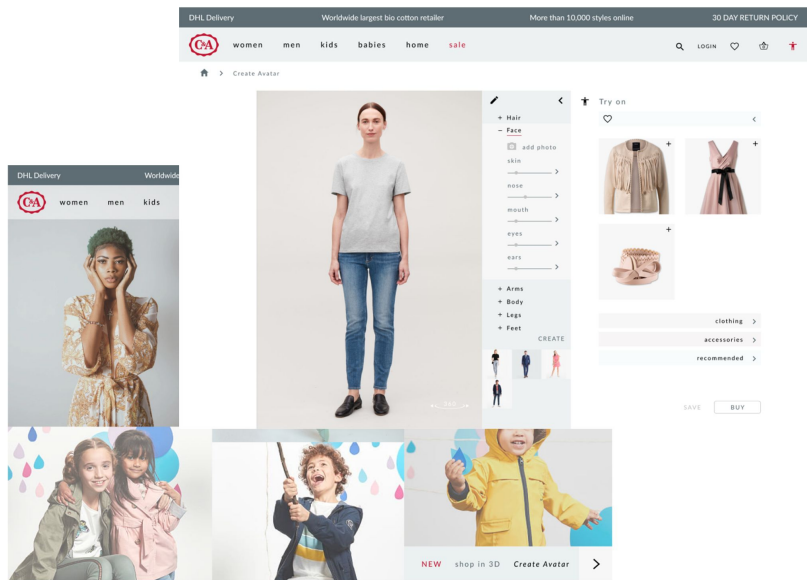 DHL Delivery Worldwide largest bio cotton retailer More than 10,000 styles online 30 DAY RETURN POLICY
C&A women men kids babies home sale LOGIN
> Create Avatar
+ Hair
− Face
add photo
skin
nose
mouth
eyes
ears
+ Arms
+ Body
+ Legs
+ Feet
CREATE
Try on
clothing >
accessories >
recommended >
SAVE BUY
DHL Delivery Worldwide
C&A women men kids
NEW shop in 3D Create Avatar >